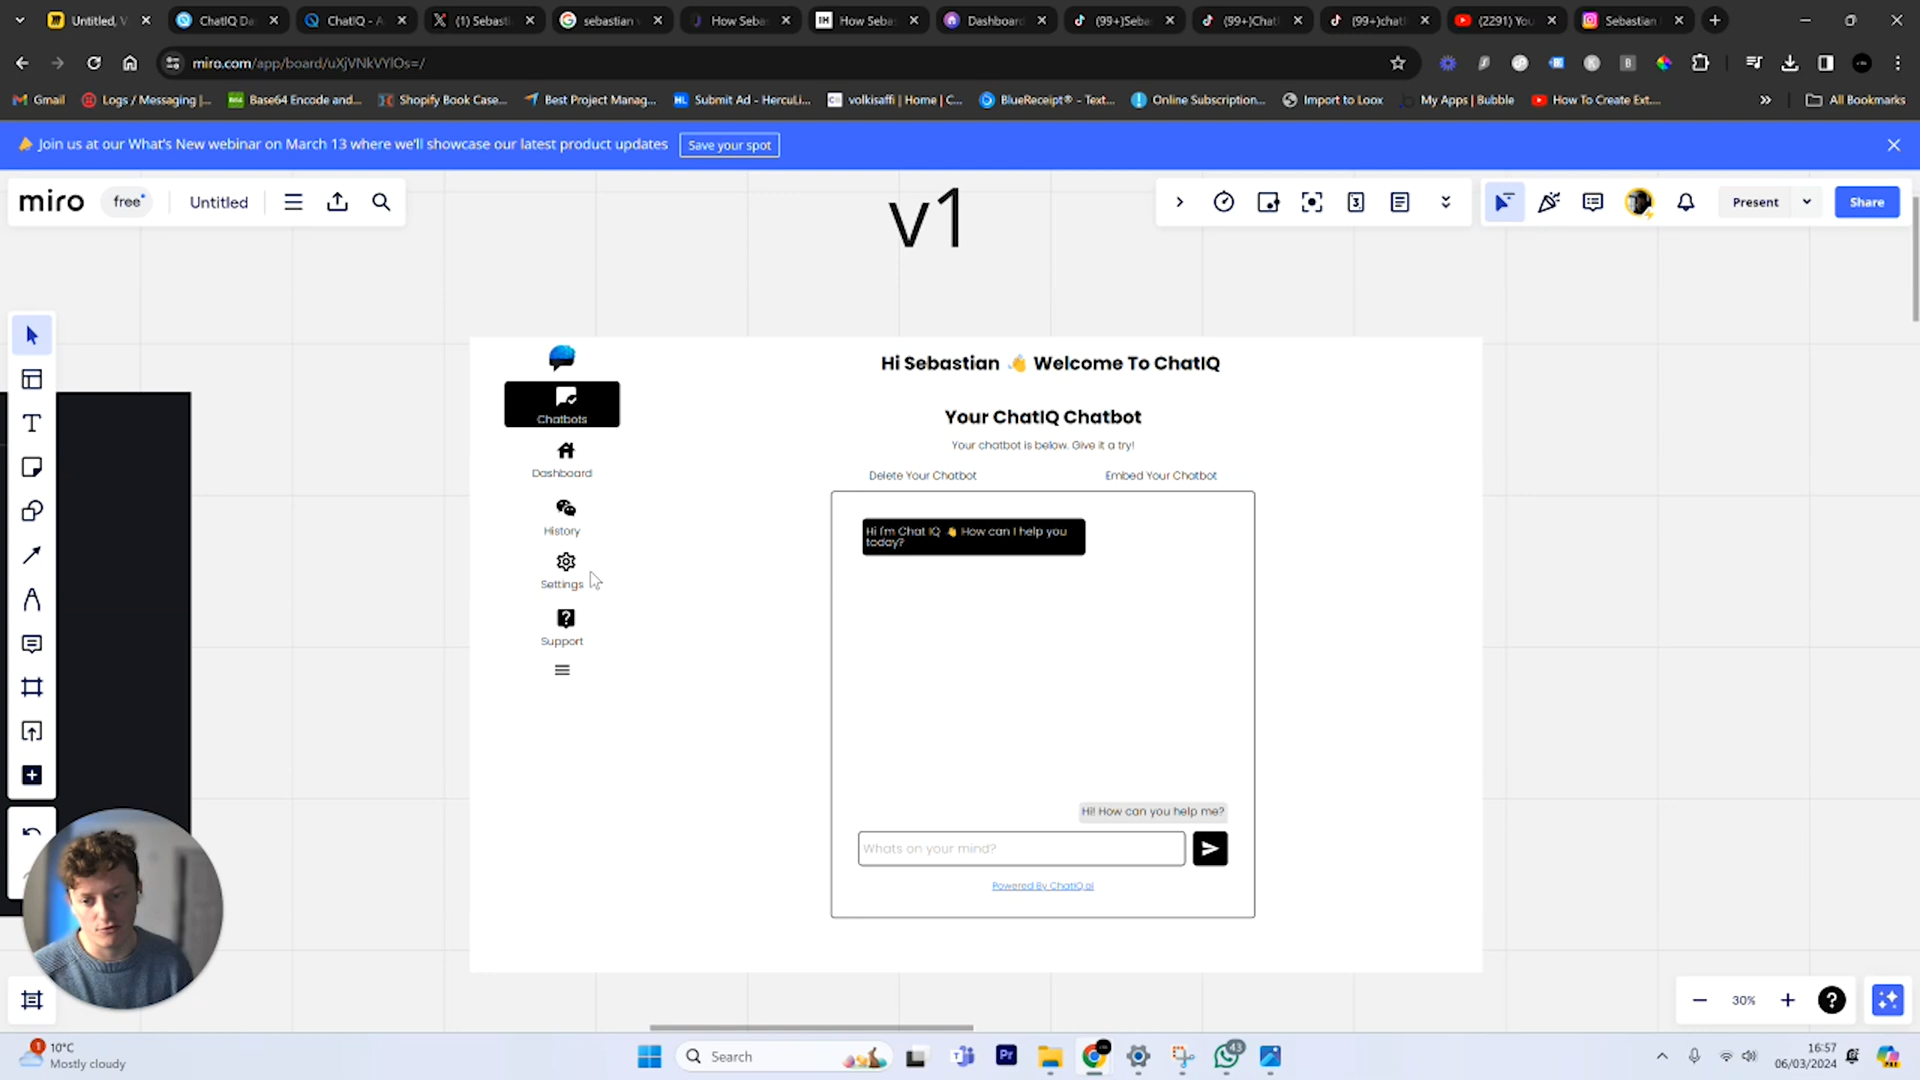 Untitled, V
ChatIQ Da
ChatIQ - A
(1) Sebasti
sebastian v
How Seba
How Seba
Dashboard
(99+)Seba
(99+)Chat
(99+)chat
(2291) You
Sebastian
miro.com/app/board/uXjVNkVYlOs=/
Gmail
Logs / Messaging |...
Base64 Encode and...
Shopify Book Case...
Best Project Manag...
Submit Ad - HercuLi...
volkisaffi | Home | C...
BlueReceipt® - Text...
Online Subscription...
Import to Loox
My Apps | Bubble
How To Create Ext....
All Bookmarks
Join us at our What's New webinar on March 13 where we'll showcase our latest product updates
Save your spot
miro
free
Untitled
Present
Share
v1
Hi Sebastian 👋 Welcome To ChatIQ
Chatbots
Dashboard
History
Settings
Support
Your ChatIQ Chatbot
Your chatbot is below. Give it a try!
Delete Your Chatbot
Embed Your Chatbot
Hi I'm Chat IQ 👋 How can I help you
today?
Hi! How can you help me?
Whats on your mind?
Powered By ChatIQ.ai
30%
1
10°C
Mostly cloudy
Search
Pr
43
16:57
06/03/2024